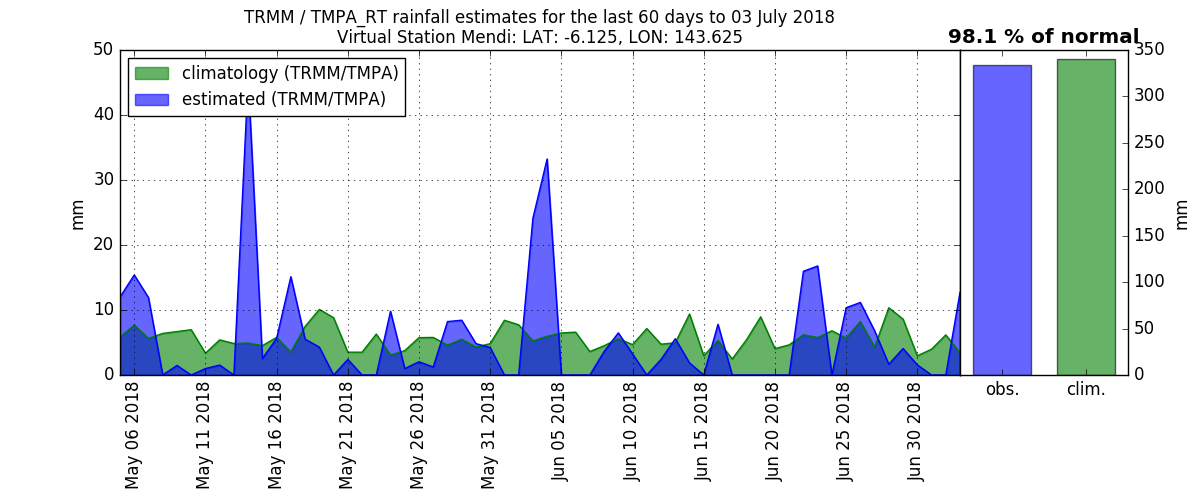 TRMM / TMPA_RT rainfall estimates for the last 60 days to 03 July 2018
Virtual Station Mendi: LAT: -6.125, LON: 143.625
98.1 % of normal
climatology (TRMM/TMPA)
estimated (TRMM/TMPA)
50
40
30
20
10
0
mm
May 06 2018
May 11 2018
May 16 2018
May 21 2018
May 26 2018
May 31 2018
Jun 05 2018
Jun 10 2018
Jun 15 2018
Jun 20 2018
Jun 25 2018
Jun 30 2018
obs.
clim.
350
300
250
200
150
100
50
0
mm